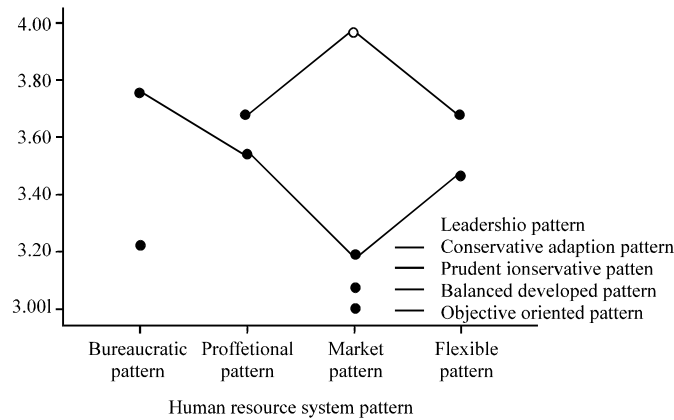 4.00
3.80
3.60
3.40
3.20
3.001
Leadershio pattern
Conservative adaption pattern
Prudent ionservative patten
Balanced developed pattern
Objective oriented pattern
Bureaucratic pattern
Proffetional pattern
Market pattern
Flexible pattern
Human resource system pattern